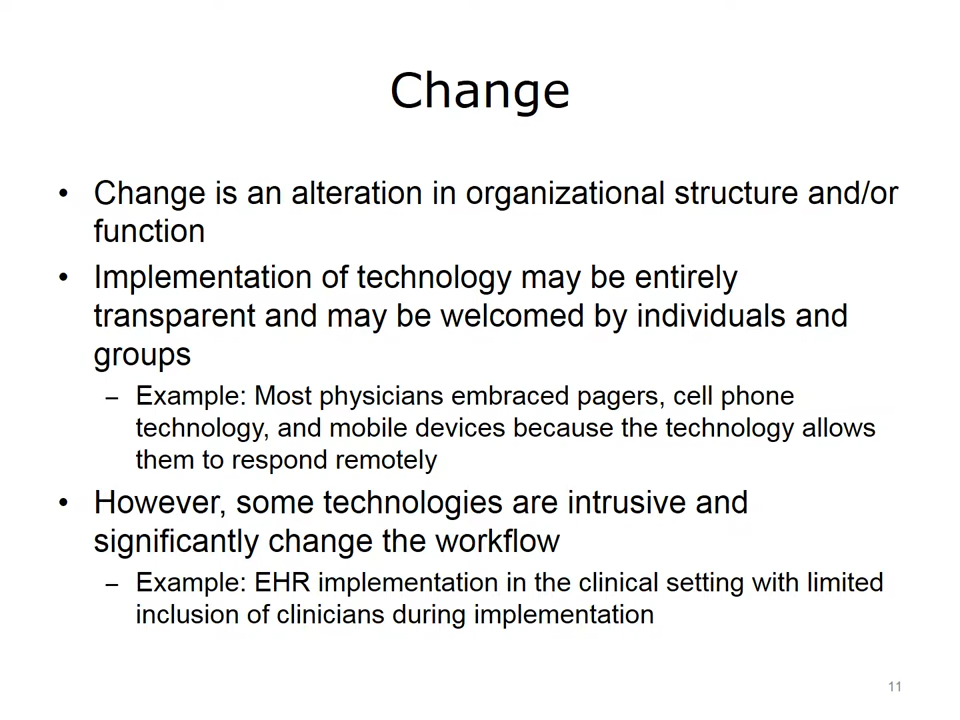 Change
• Change is an alteration in organizational structure and/or
function
• Implementation of technology may be entirely
transparent and may be welcomed by individuals and
groups
– Example: Most physicians embraced pagers, cell phone
technology, and mobile devices because the technology allows
them to respond remotely
• However, some technologies are intrusive and
significantly change the workflow
– Example: EHR implementation in the clinical setting with limited
inclusion of clinicians during implementation
11